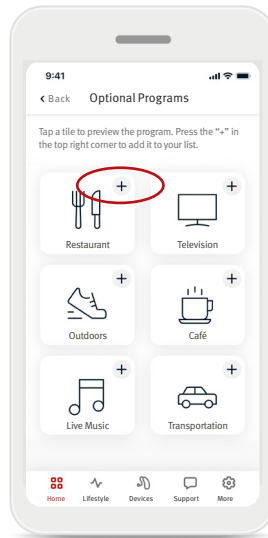 9:41
Back Optional Programs
Tap a tile to preview the program. Press the “+” in
the top right corner to add it to your list.
+ +
Restaurant Television
+ +
Outdoors Café
+ +
Live Music Transportation
Home Lifestyle Devices Support More